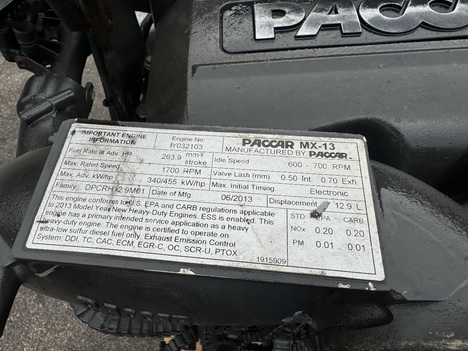 PACCAR
IMPORTANT ENGINE INFORMATION
Engine No. Y032103
PACCAR MX-13
MANUFACTURED BY PACCAR
Fuel Rate @ Adv. HP 263.9 mm³/stroke
Idle Speed 600 - 700 RPM
Max. Rated Speed 1700 RPM
Valve Lash (mm) 0.50 Int 0.70 Exh
Max. Adv. kW/hp 340/455 kW/hp
Max. Initial Timing Electronic
Family DPCRH12.9M01
Date of Mfg. 06/2013
Displacement 12.9 L
This engine conforms to U.S. EPA and CARB regulations applicable
to 2013 Model Year New Heavy-Duty Engines. ESS is enabled. This
engine has a primary intended service application as a heavy
heavy-duty engine. The engine is certified to operate on
ultra-low sulfur diesel fuel only. Exhaust Emission Control
System: DDI, TC, CAC, ECM, EGR-C, OC, SCR-U, PTOX
STD EPA CARB
NOx 0.20 0.20
PM 0.01 0.01
1915909